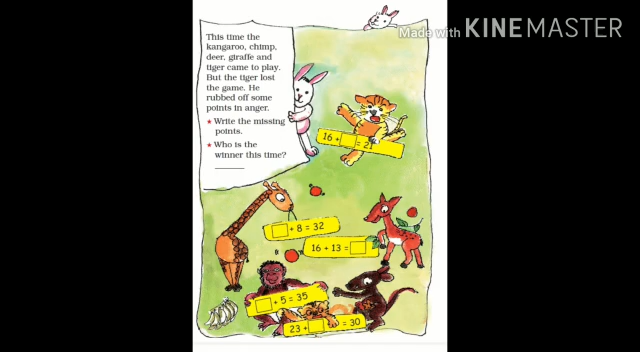 Made with KINEMASTER
This time the
kangaroo, chimp,
deer, giraffe and
tiger came to play.
But the tiger lost
the game. He
rubbed off some
points in anger.
★ Write the missing
points.
★ Who is the
winner this time?
16 + = 21
+ 8 = 32
16 + 13 =
+ 5 = 35
23 + = 30